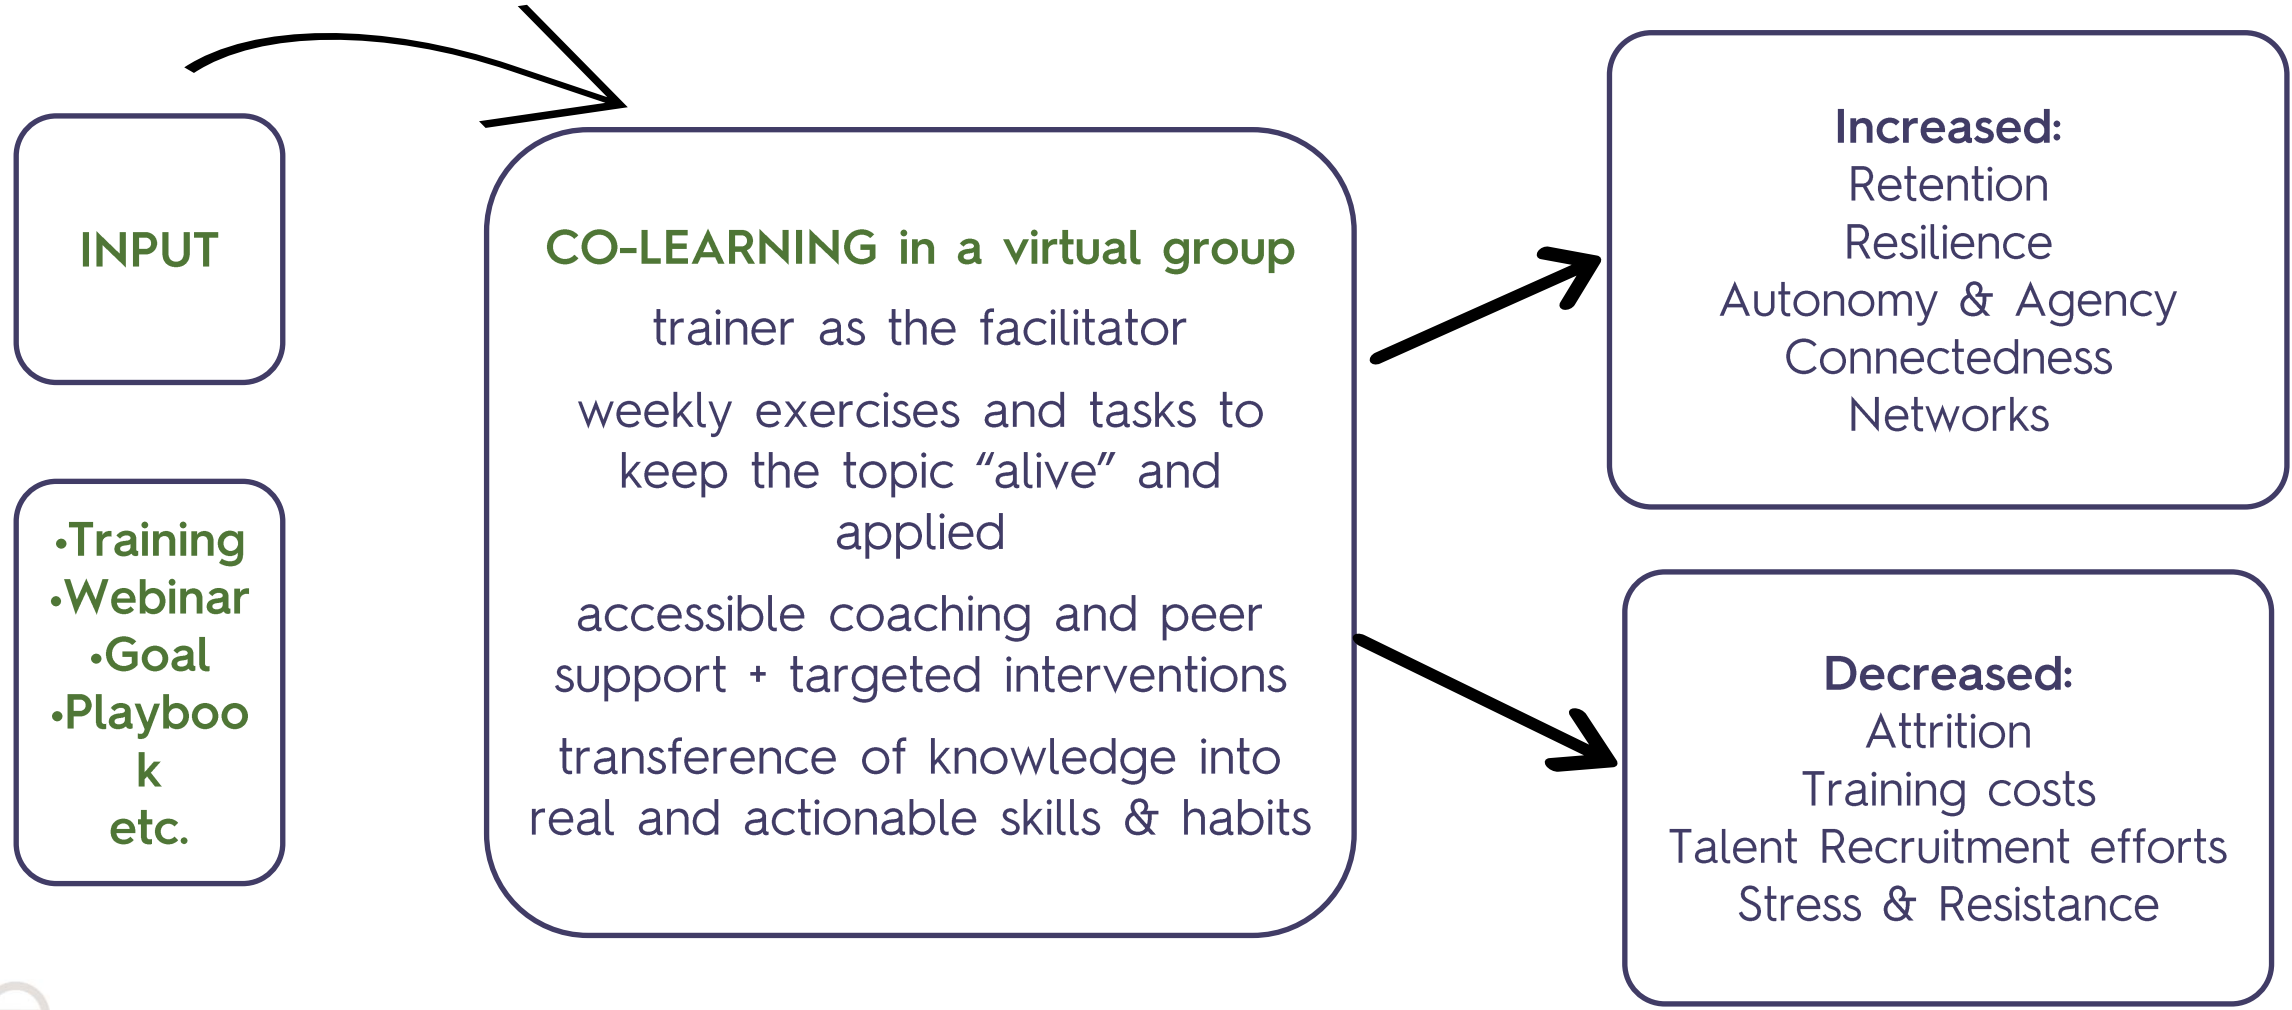 INPUT
•Training
•Webinar
•Goal
•Playboo
k
etc.
CO-LEARNING in a virtual group
trainer as the facilitator
weekly exercises and tasks to
keep the topic “alive” and
applied
accessible coaching and peer
support + targeted interventions
transference of knowledge into
real and actionable skills & habits
Increased:
Retention
Resilience
Autonomy & Agency
Connectedness
Networks
Decreased:
Attrition
Training costs
Talent Recruitment efforts
Stress & Resistance